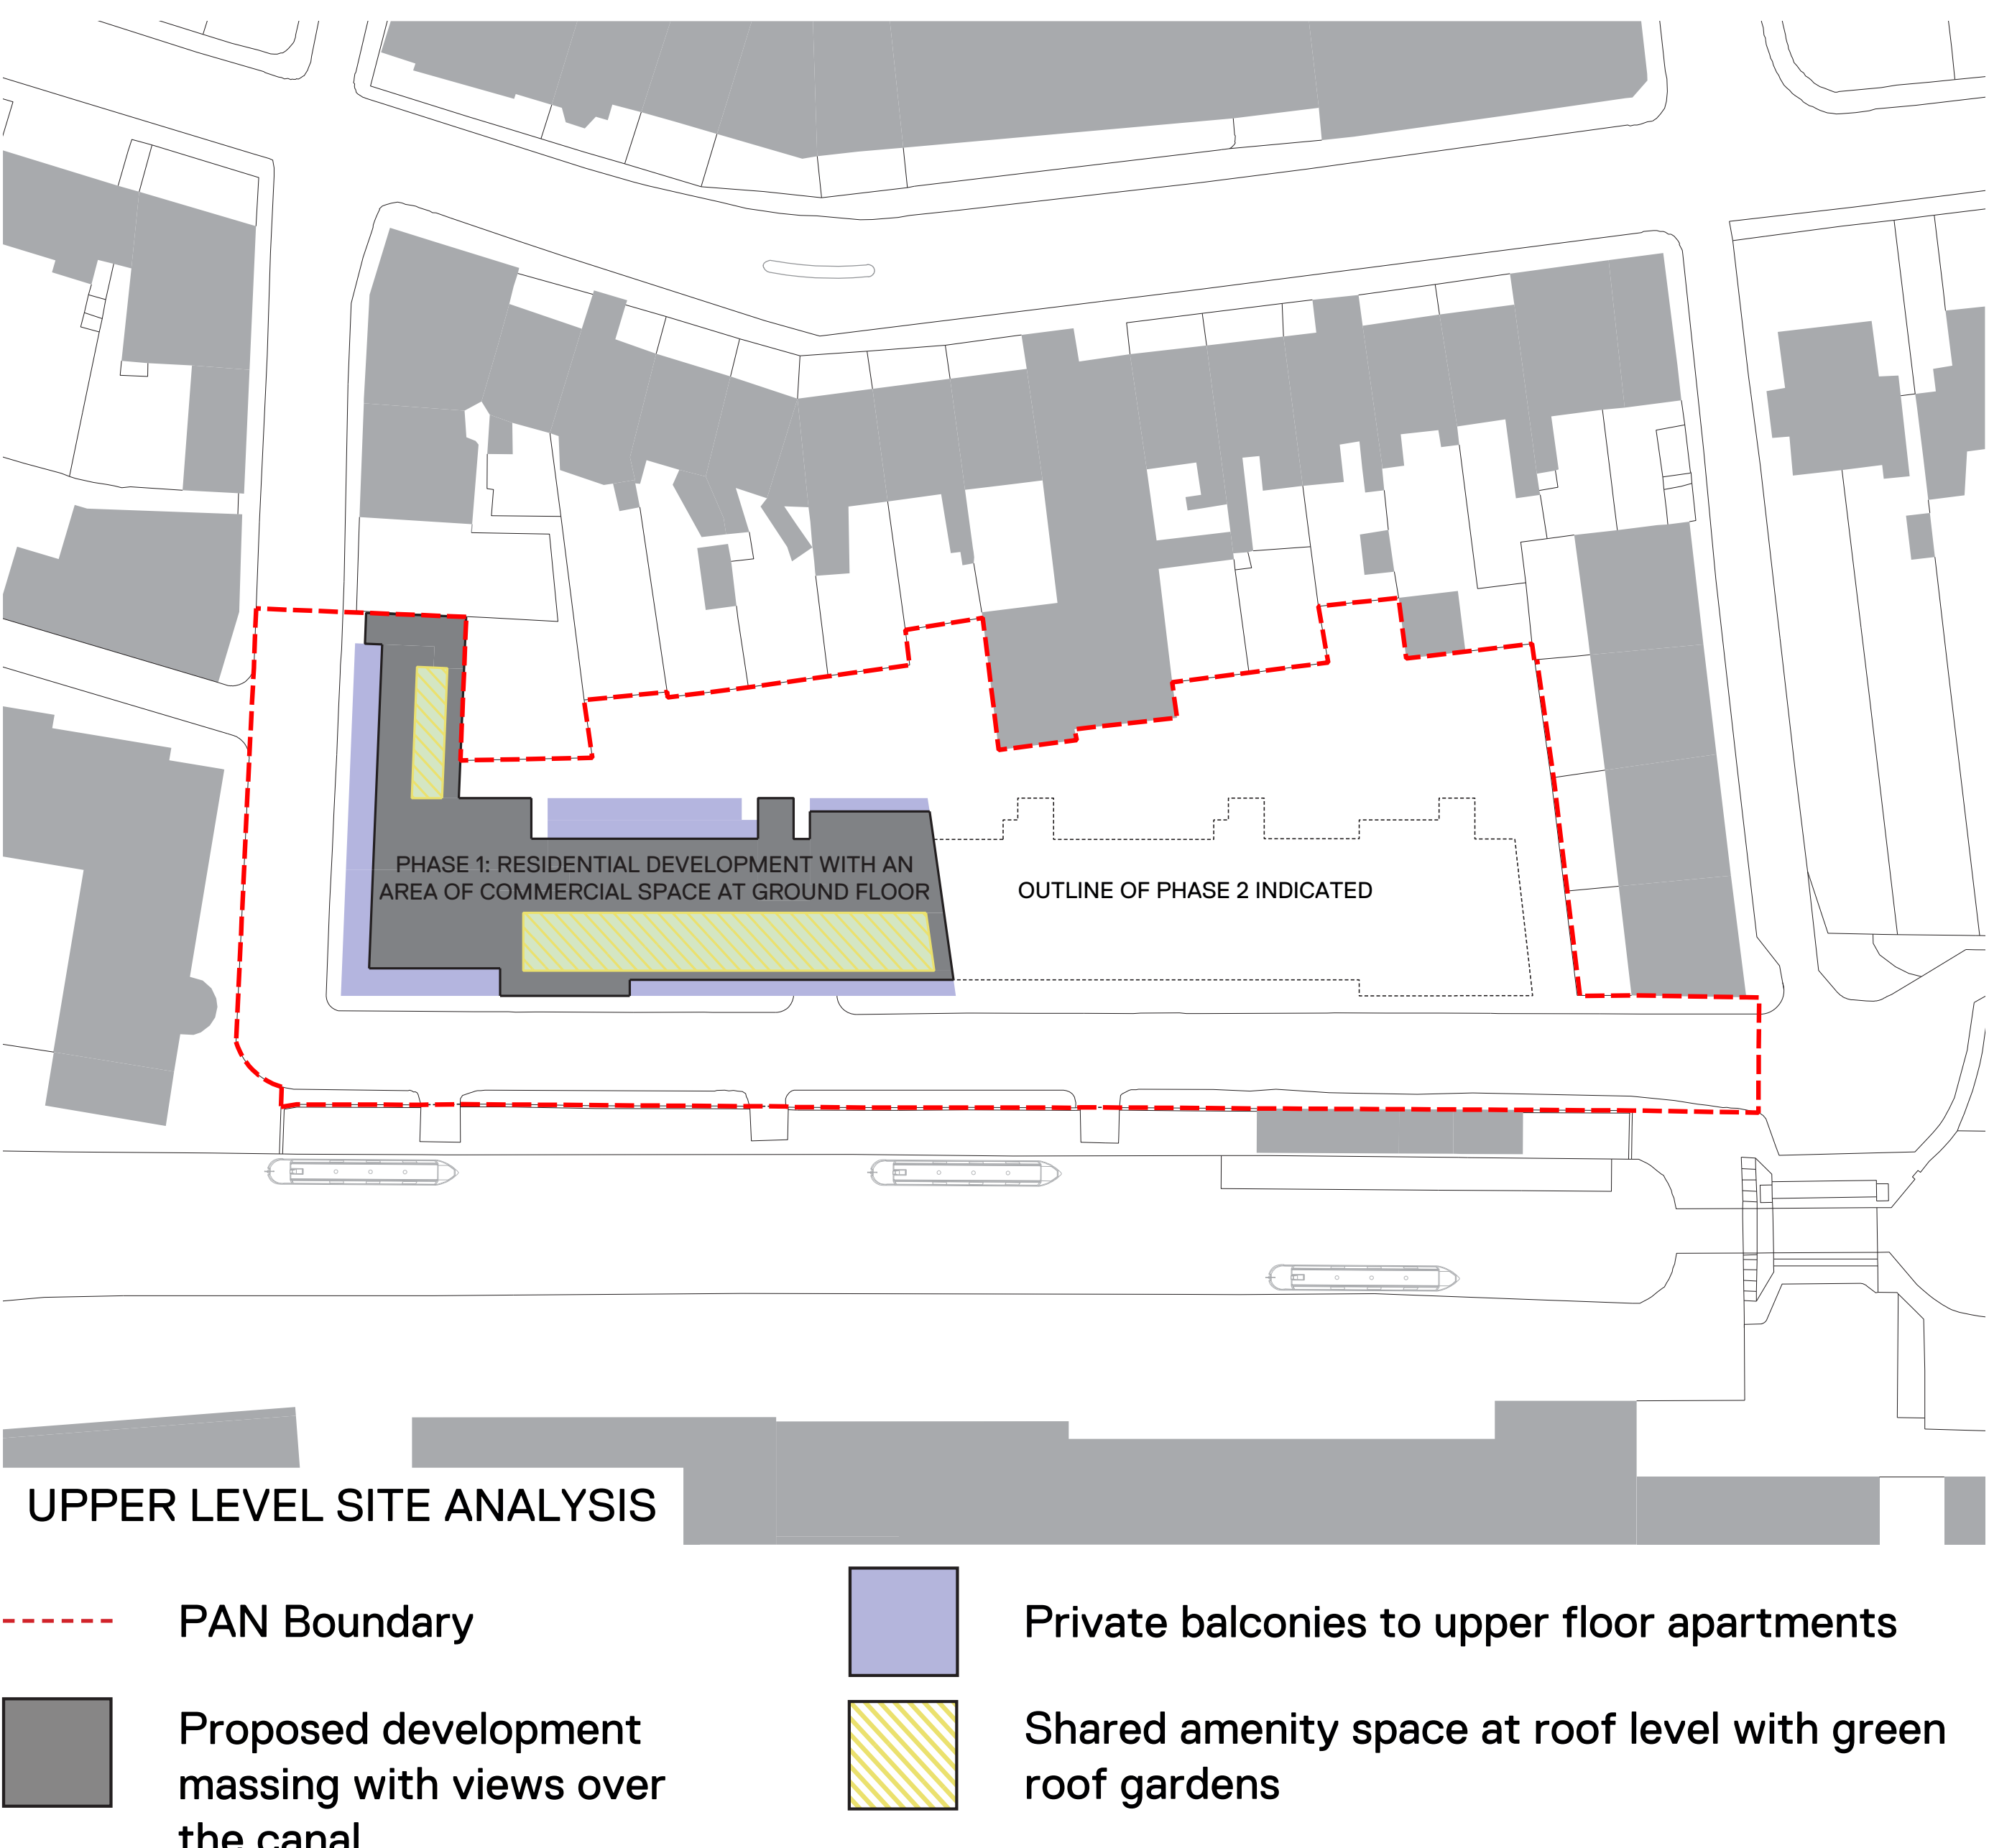 PHASE 1: RESIDENTIAL DEVELOPMENT WITH AN
AREA OF COMMERCIAL SPACE AT GROUND FLOOR
OUTLINE OF PHASE 2 INDICATED
UPPER LEVEL SITE ANALYSIS
PAN Boundary
Proposed development
massing with views over
the canal
Private balconies to upper floor apartments
Shared amenity space at roof level with green
roof gardens